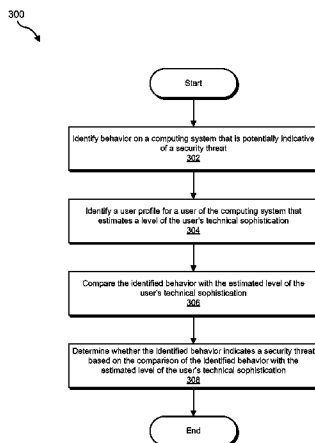 300
Start
Identify behavior on a computing system that is potentially indicative
of a security threat
302
Identify a user profile for a user of the computing system that
estimates a level of the user's technical sophistication
304
Compare the identified behavior with the estimated level of the
user's technical sophistication
306
Determine whether the identified behavior indicates a security threat
based on the comparison of the identified behavior with the
estimated level of the user's technical sophistication
308
End